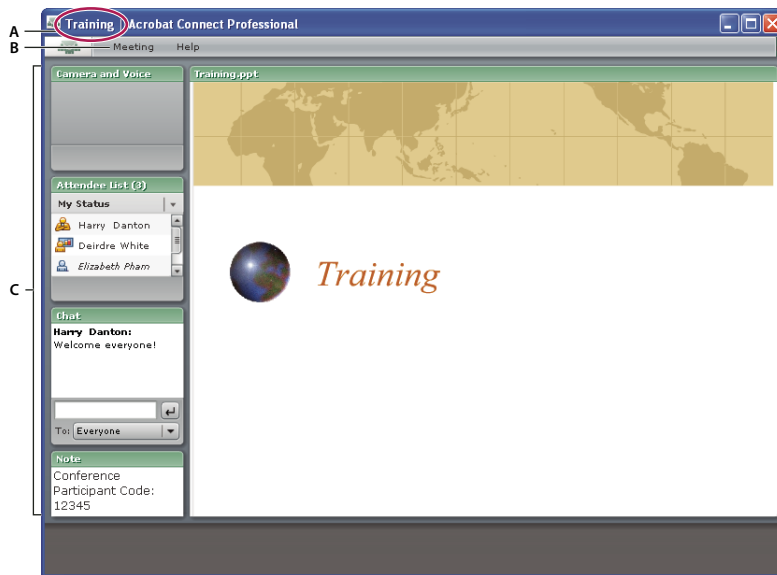 A
Training | Acrobat Connect Professional
B
Meeting Help
C
Camera and Voice
Attendee List (3)
My Status
Harry Danton
Deirdre White
Elizabeth Pham
Chat
Harry Danton:
Welcome everyone!
To: Everyone
Note
Conference
Participant Code:
12345
Training.ppt
Training